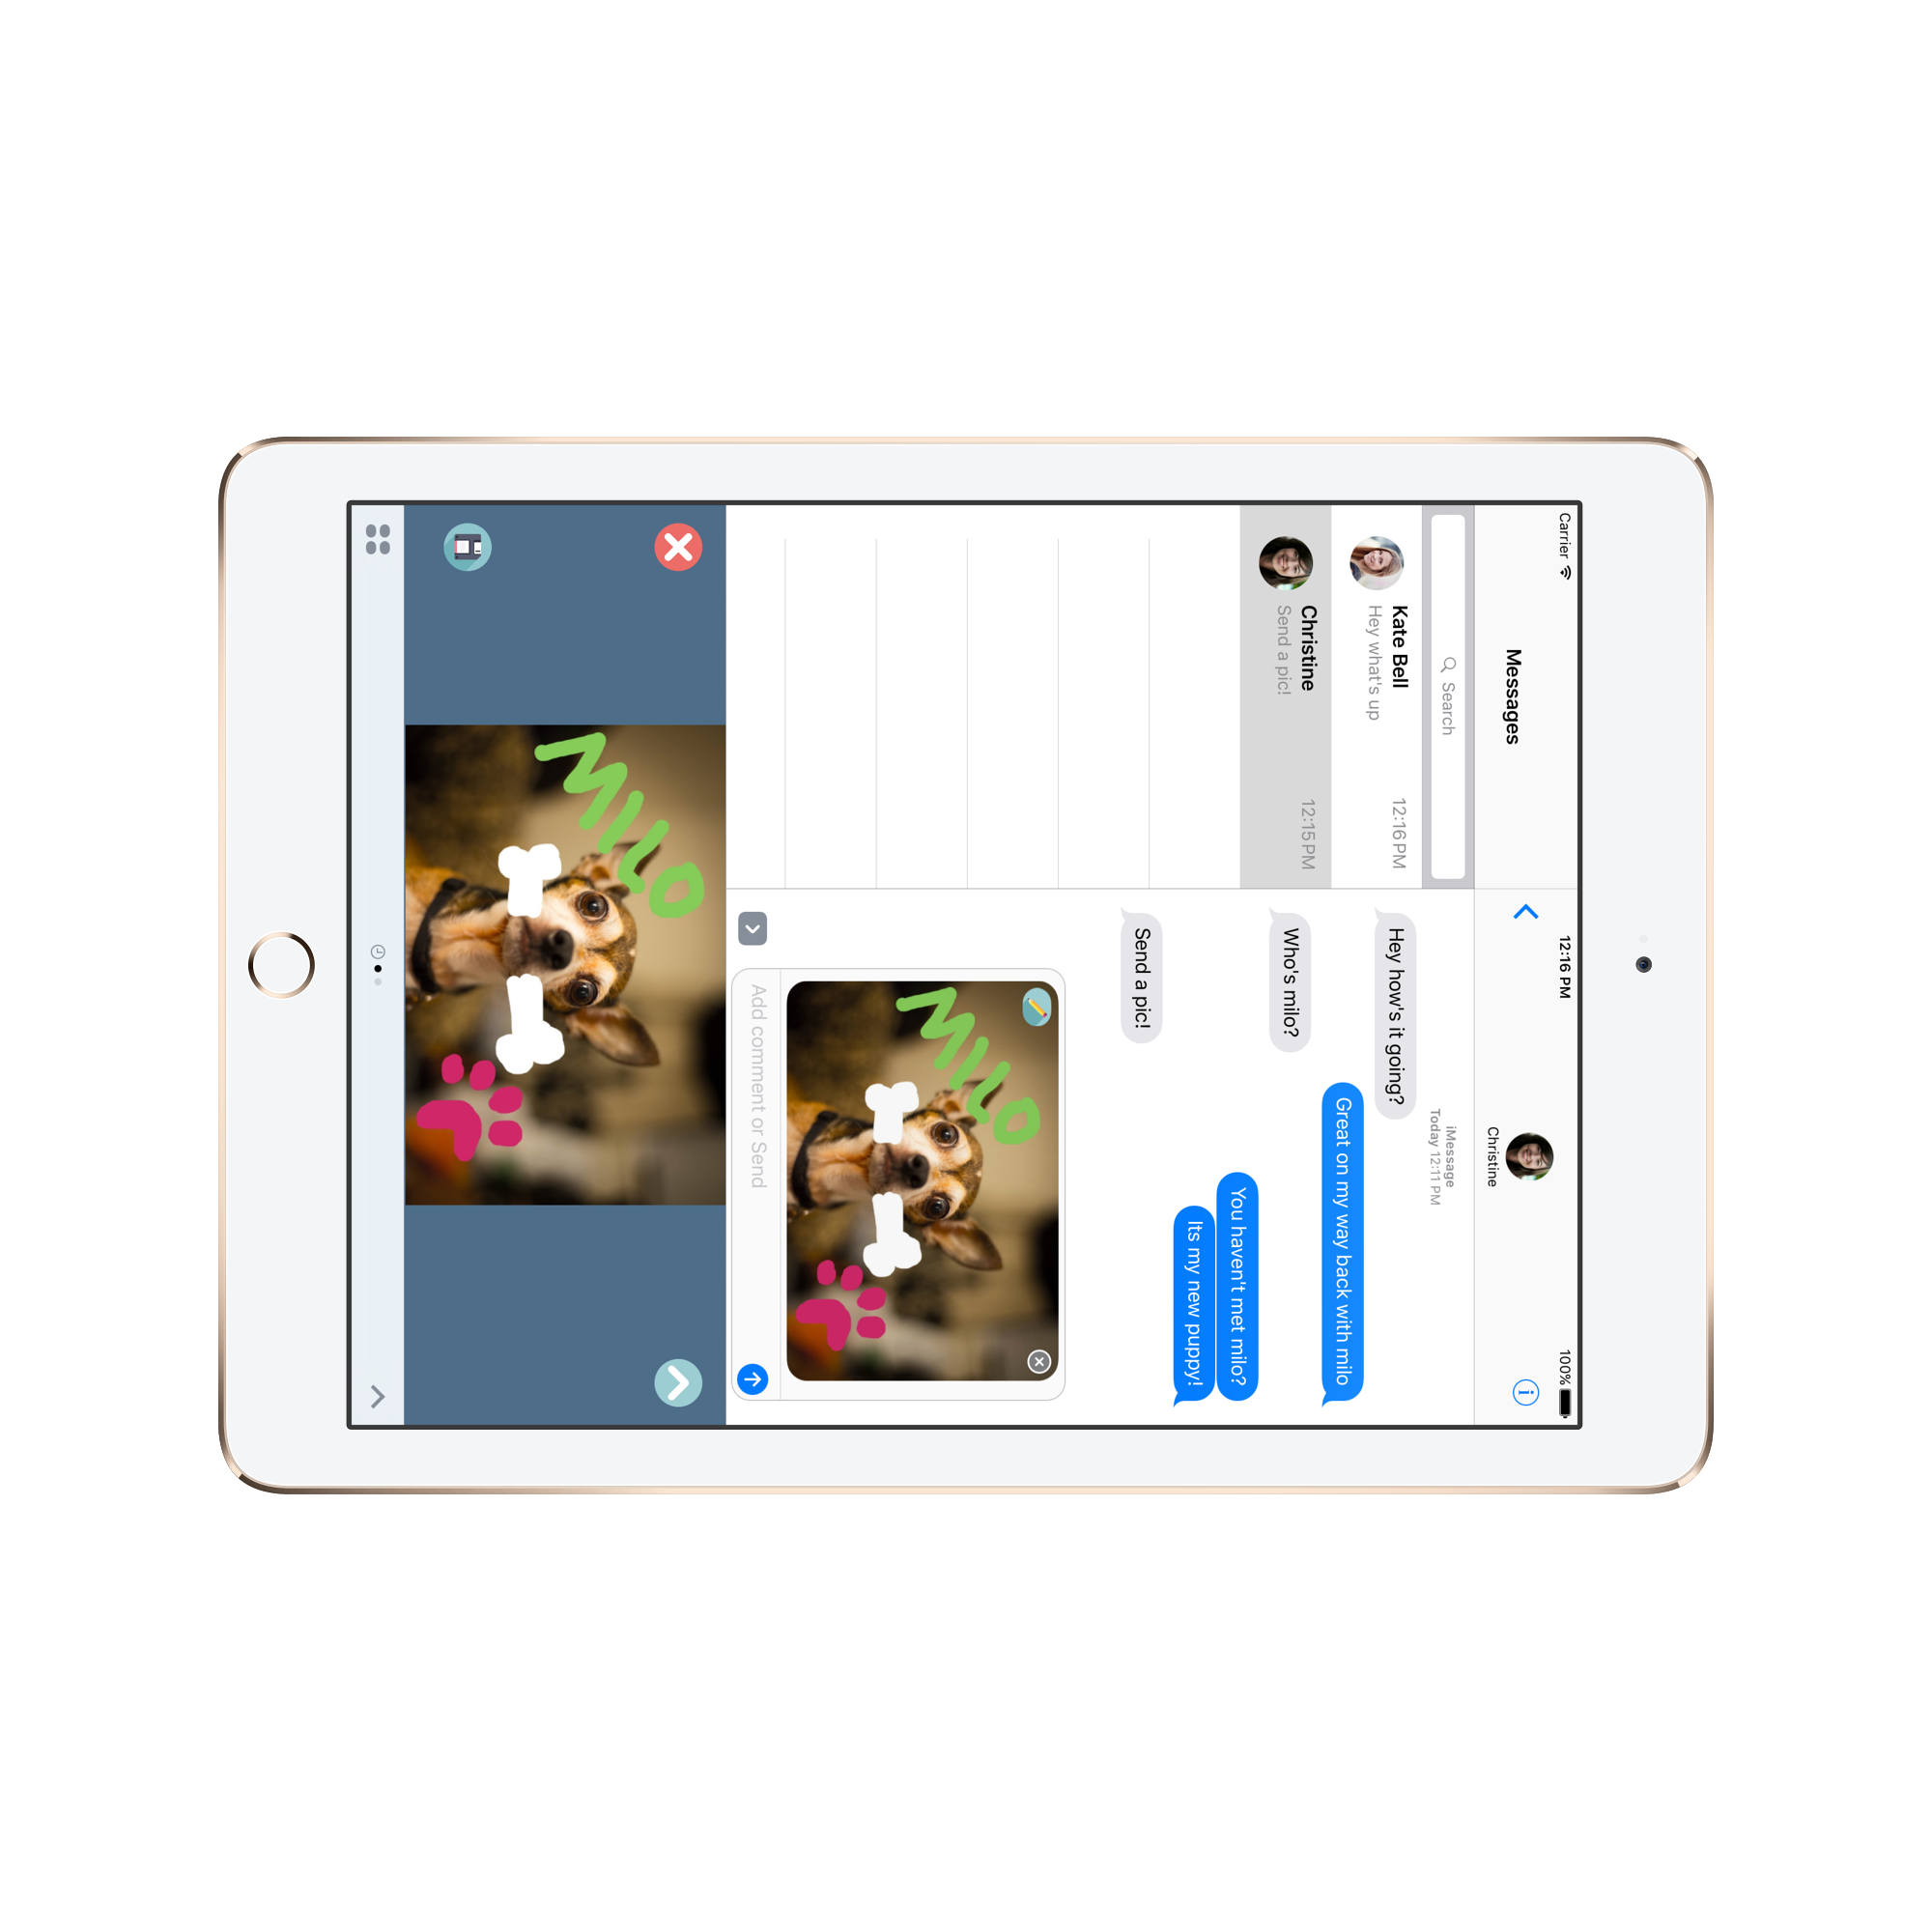 Carrier
12:16 PM
100%
Messages
Christine
Search
iMessage
Today 12:11 PM
Kate Bell
12:16 PM
Hey what's up
Christine
12:15 PM
Send a pic!
Hey how's it going?
Great on my way back with milo
Who's milo?
You haven't met milo?
Its my new puppy!
Send a pic!
MILO
Add comment or Send
MILO